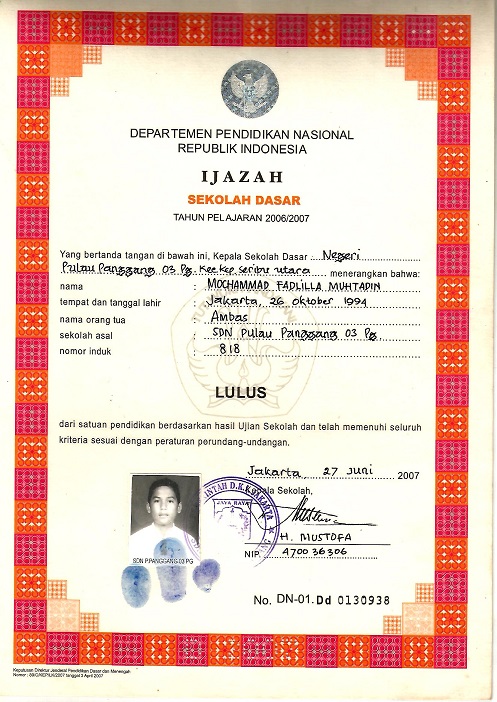 DEPARTEMEN PENDIDIKAN NASIONAL
REPUBLIK INDONESIA
IJAZAH
SEKOLAH DASAR
TAHUN PELAJARAN 2006/2007
Yang bertanda tangan di bawah ini, Kepala Sekolah Dasar Negeri
Pulau Panggang 03 Pg. Kec kep seribu utara menerangkan bahwa:
nama : MOCHAMMAD FADLILLA MUHTADIN
tempat dan tanggal lahir : Jakarta, 26 Oktober 1994
nama orang tua : Ambas
sekolah asal : SDN Pulau Panggang 03 Pg.
nomor induk : 818
LULUS
dari satuan pendidikan berdasarkan hasil Ujian Sekolah dan telah memenuhi seluruh
kriteria sesuai dengan peraturan perundang-undangan.
Jakarta, 27 Juni 2007
Kepala Sekolah,
JAYA RAYA
H. MUSTOFA
NIP. 470036306
SDN P.PANGGANG 03 PG
No. DN-01 Dd 0130938
Keputusan Direktur Jenderal Pendidikan Dasar dan Menengah
Nomor : 89/C/KEP/LK/2007 tanggal 3 April 2007